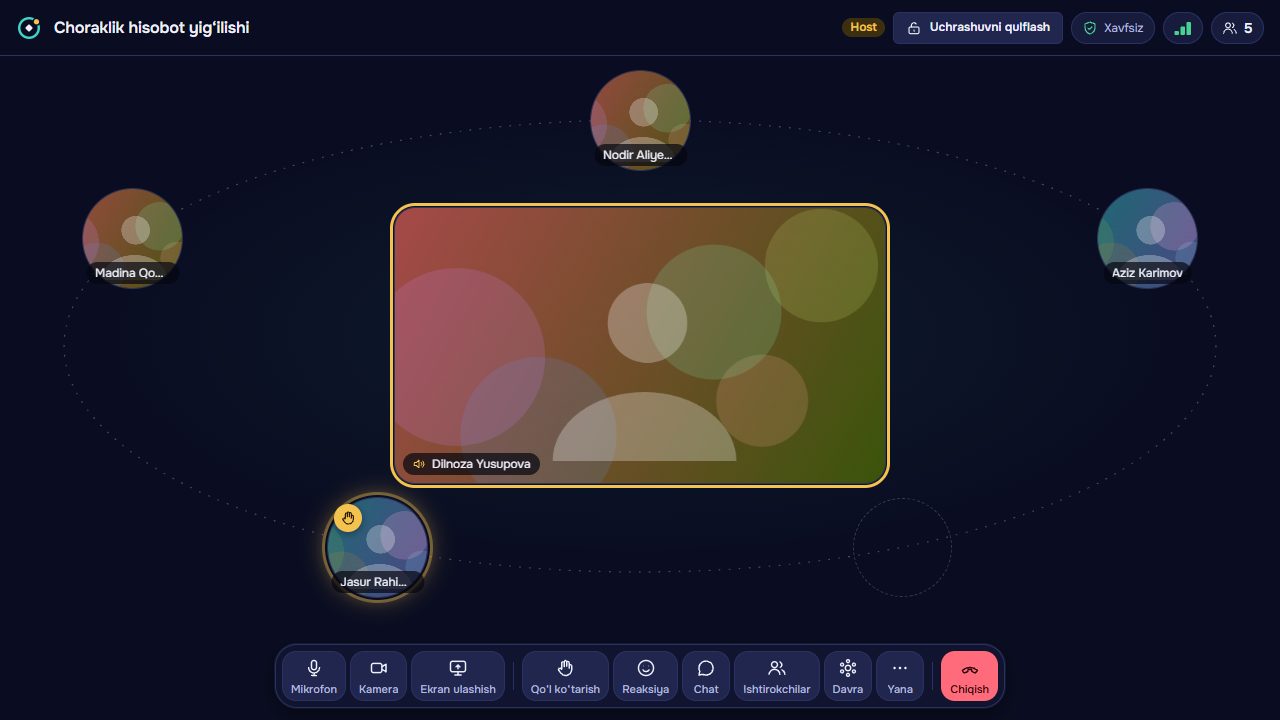 Choraklik hisobot yig‘ilishi
Host
Uchrashuvni qulflash
Xavfsiz
5
Nodir Aliye...
Madina Qo...
Aziz Karimov
Dilnoza Yusupova
Jasur Rahi...
Mikrofon
Kamera
Ekran ulashish
Qo‘l ko‘tarish
Reaksiya
Chat
Ishtirokchilar
Davra
Yana
Chiqish